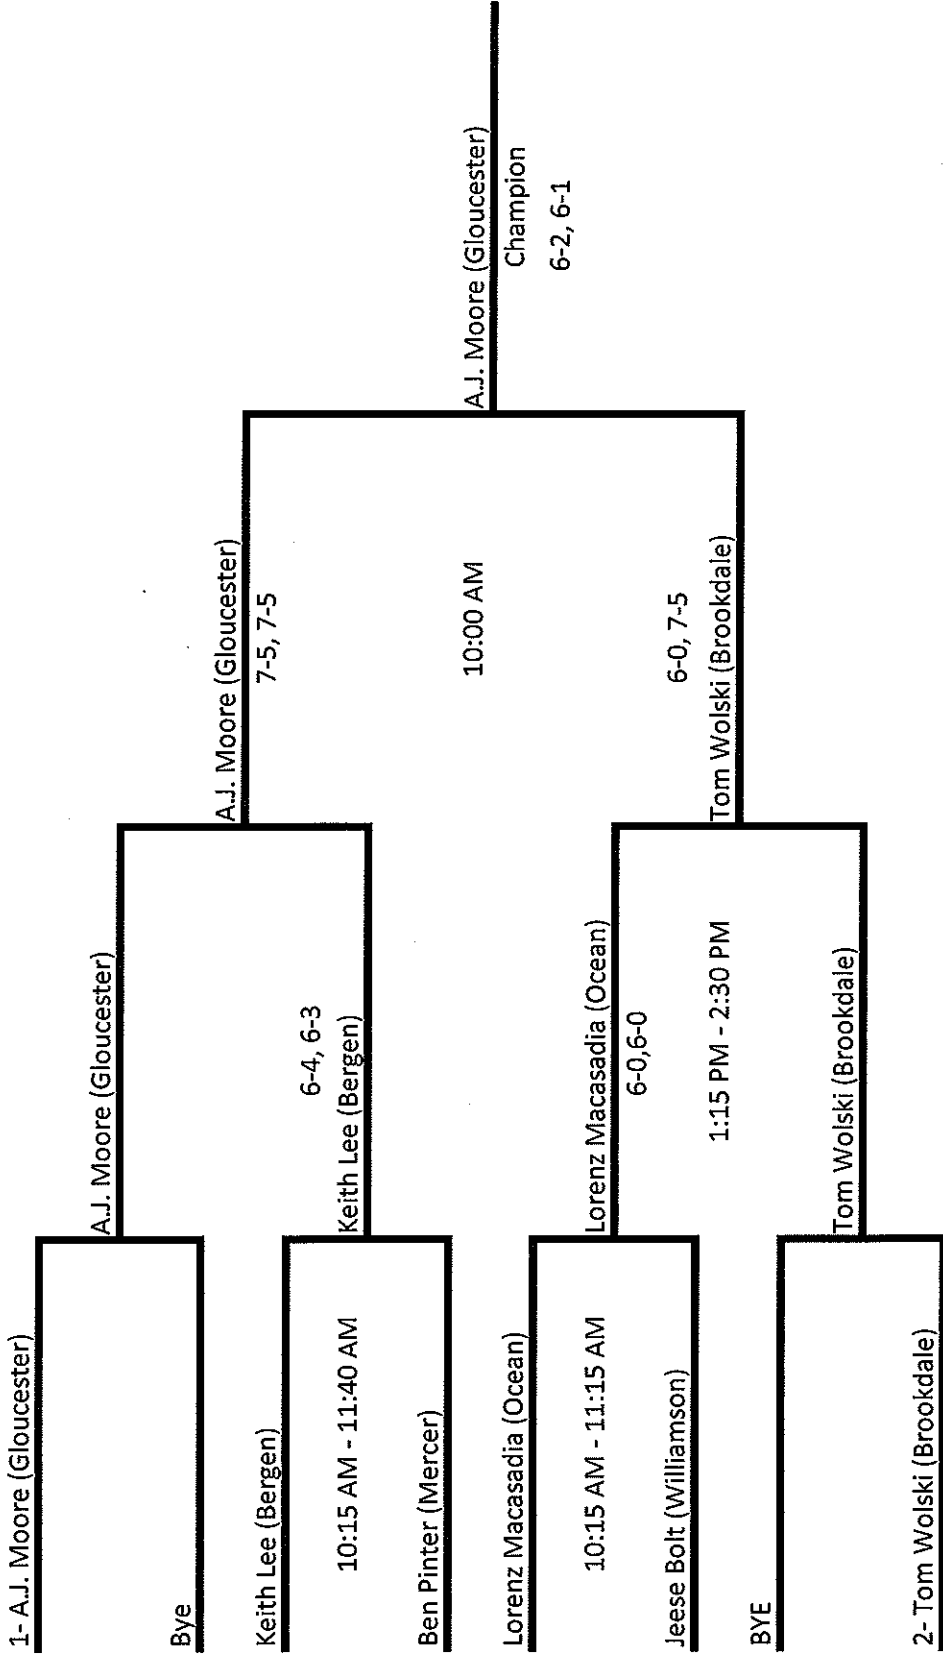 1- A.J. Moore (Gloucester)
Bye
Keith Lee (Bergen)
10:15 AM - 11:40 AM
Ben Pinter (Mercer)
Lorenz Macasadia (Ocean)
10:15 AM - 11:15 AM
Jeese Bolt (Williamson)
BYE
2- Tom Wolski (Brookdale)
A.J. Moore (Gloucester)
6-4, 6-3
Keith Lee (Bergen)
Lorenz Macasadia (Ocean)
6-0,6-0
1:15 PM - 2:30 PM
Tom Wolski (Brookdale)
A.J. Moore (Gloucester)
7-5, 7-5
10:00 AM
6-0, 7-5
Tom Wolski (Brookdale)
A.J. Moore (Gloucester)
Champion
6-2, 6-1